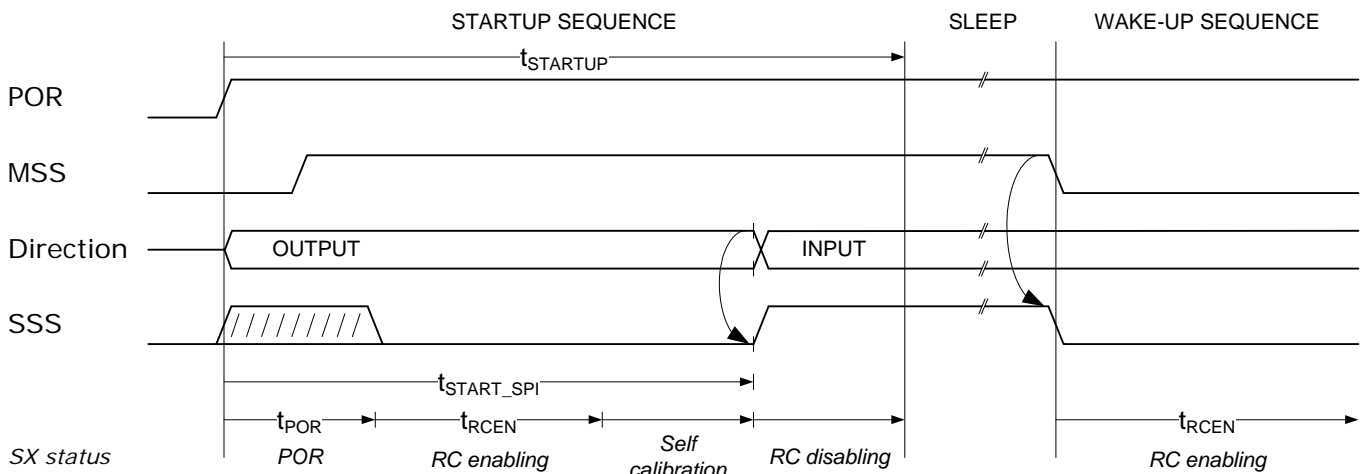 STARTUP SEQUENCE SLEEP WAKE-UP SEQUENCE
tSTARTUP
POR
MSS
Direction OUTPUT INPUT
SSS
tSTART_SPI
tPOR tRCEN tRCEN
SX status POR RC enabling Self calibration RC disabling RC enabling